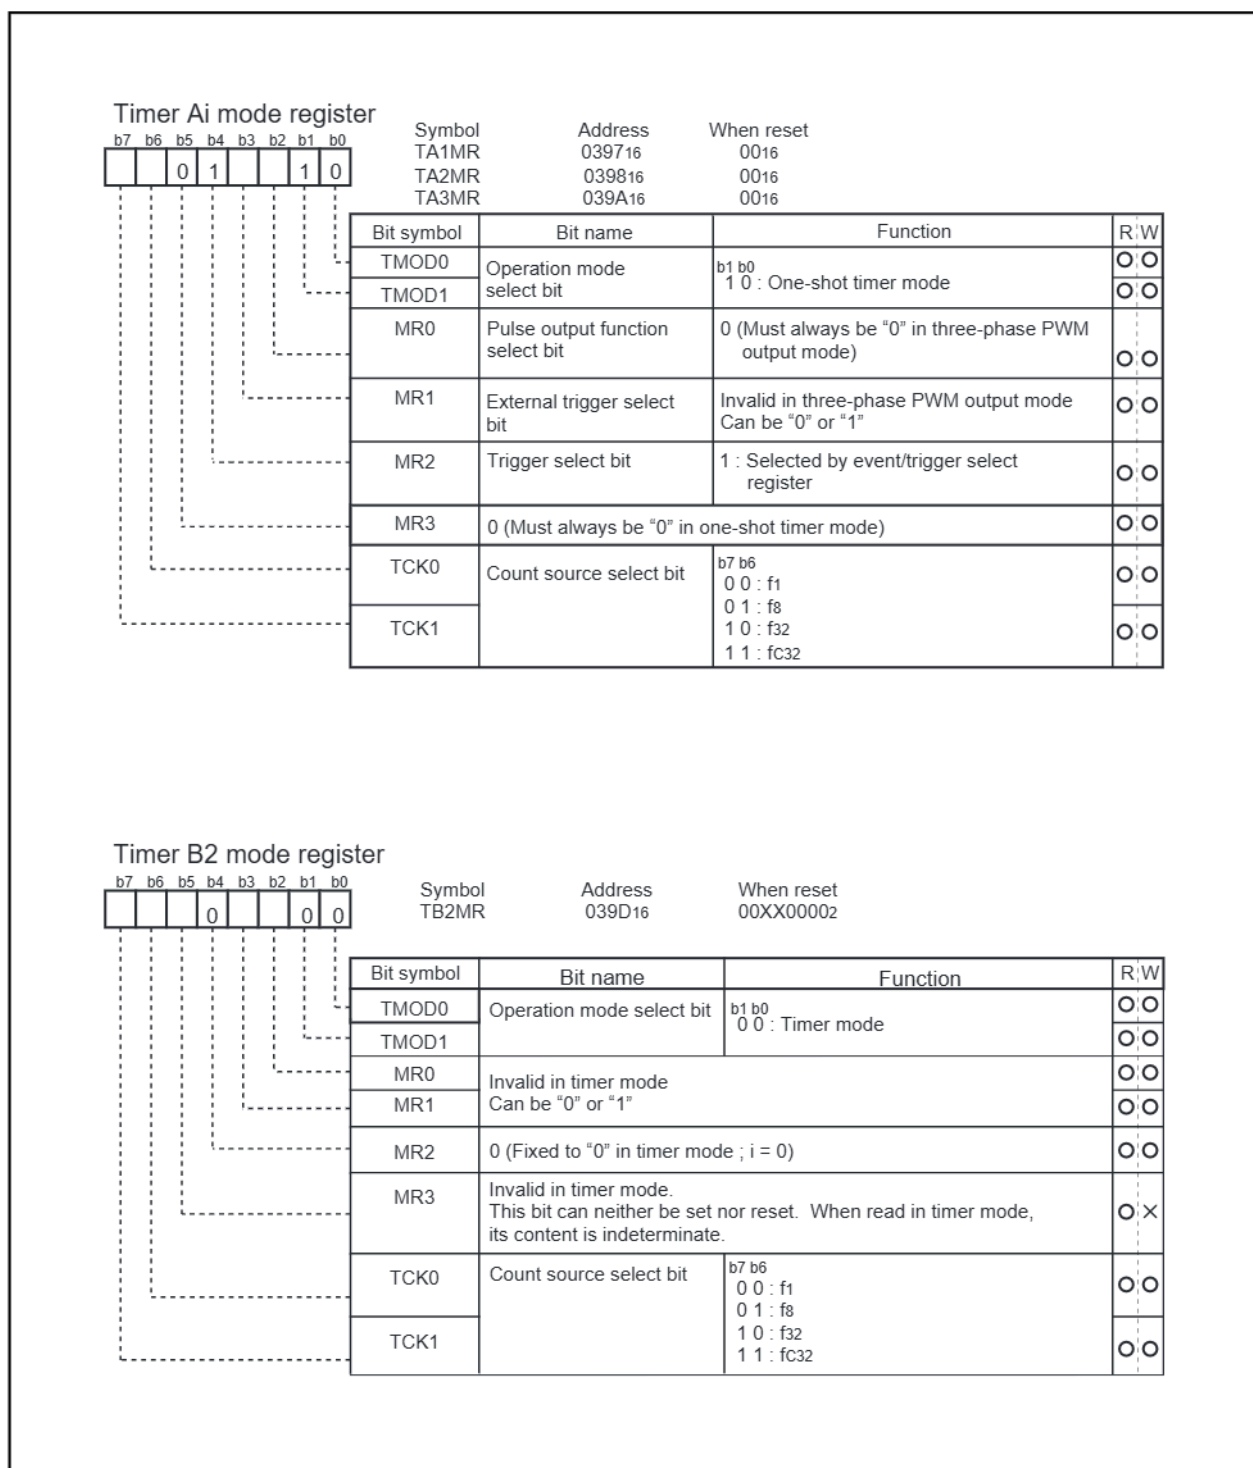 Timer Ai mode register
b7 b6 b5 b4 b3 b2 b1 b0
0 1 1 0
Symbol Address When reset
TA1MR 039716 0016
TA2MR 039816 0016
TA3MR 039A16 0016
Bit symbol Bit name Function R W
TMOD0 Operation mode select bit b1 b0
TMOD1 1 0 : One-shot timer mode
MR0 Pulse output function select bit 0 (Must always be “0” in three-phase PWM
output mode)
MR1 External trigger select bit Invalid in three-phase PWM output mode
Can be “0” or “1”
MR2 Trigger select bit 1 : Selected by event/trigger select
register
MR3 0 (Must always be “0” in one-shot timer mode)
TCK0 Count source select bit b7 b6
0 0 : f1
0 1 : f8
TCK1 1 0 : f32
1 1 : fC32
Timer B2 mode register
b7 b6 b5 b4 b3 b2 b1 b0
0 0 0
Symbol Address When reset
TB2MR 039D16 00XX00002
Bit symbol Bit name Function R W
TMOD0 Operation mode select bit b1 b0
0 0 : Timer mode
TMOD1
MR0 Invalid in timer mode
MR1 Can be “0” or “1”
MR2 0 (Fixed to “0” in timer mode ; i = 0)
MR3 Invalid in timer mode.
This bit can neither be set nor reset. When read in timer mode,
its content is indeterminate.
TCK0 Count source select bit b7 b6
0 0 : f1
0 1 : f8
TCK1 1 0 : f32
1 1 : fC32